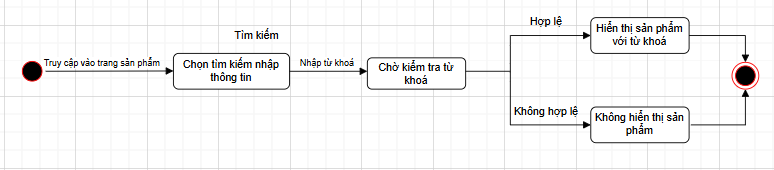 Tìm kiếm
Truy cập vào trang sản phẩm
Chọn tìm kiếm nhập
thông tin
Nhập từ khoá
Chờ kiểm tra từ
khoá
Hợp lệ
Hiển thị sản phẩm
với từ khoá
Không hợp lệ
Không hiển thị sản
phẩm